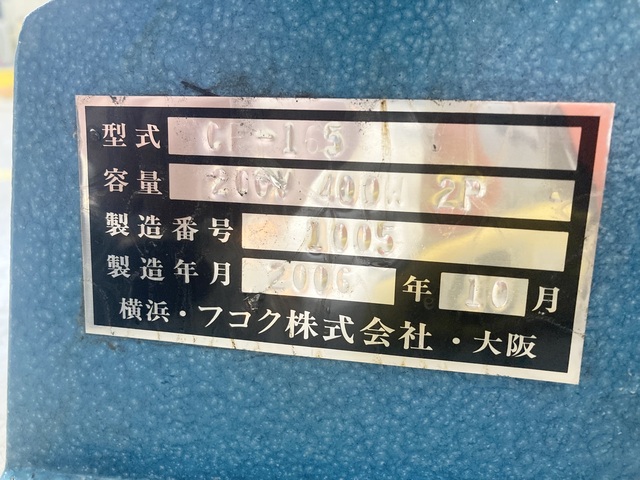 型式 CF-165
容量 200V 400W 2P
製造番号 1005
製造年月 2006 年 10 月
横浜・フコク株式会社・大阪